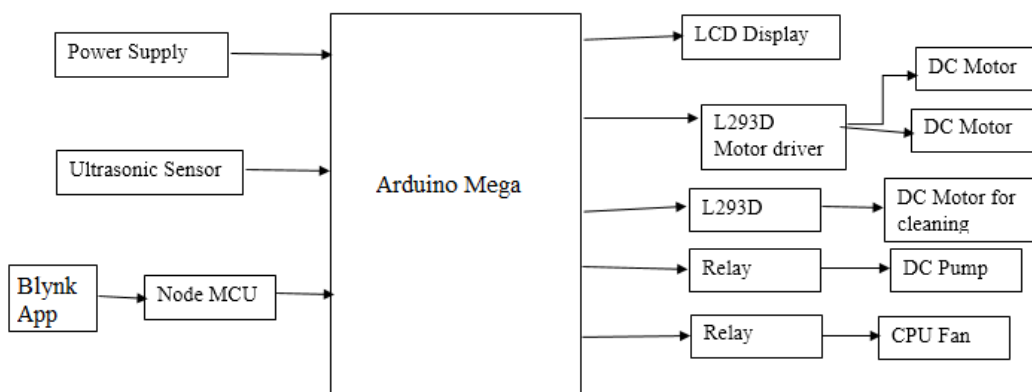 Power Supply
Ultrasonic Sensor
Blynk
App
Node MCU
Arduino Mega
LCD Display
L293D
Motor driver
DC Motor
DC Motor
L293D
DC Motor for
cleaning
Relay
DC Pump
Relay
CPU Fan